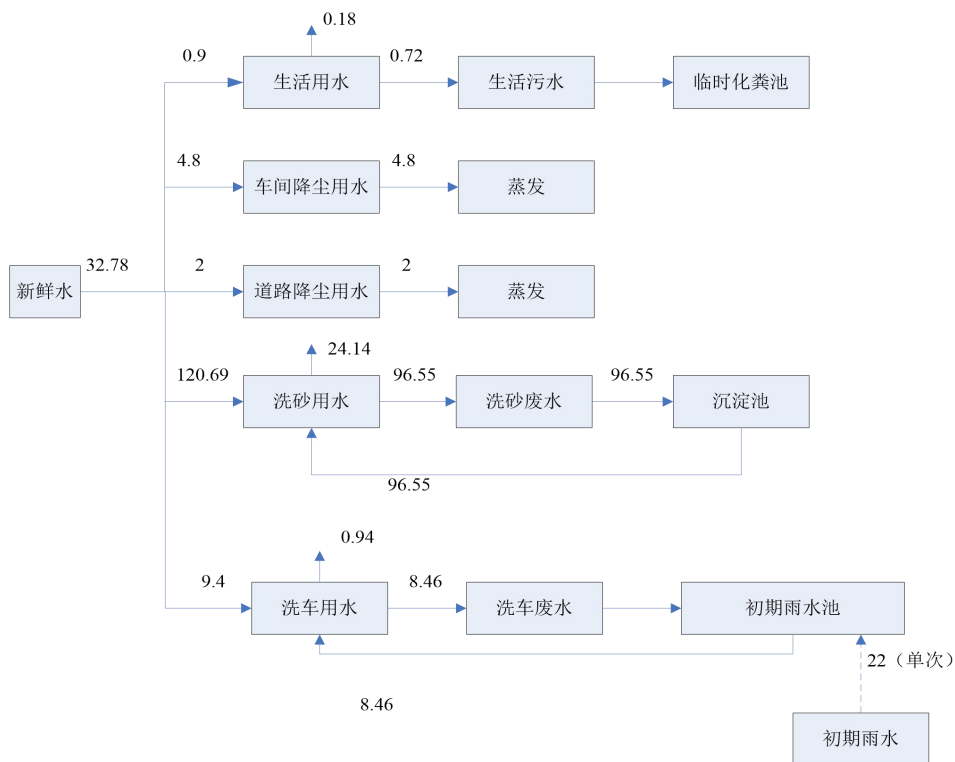 0.18
0.9
生活用水
0.72
生活污水
临时化粪池
4.8
车间降尘用水
4.8
蒸发
新鲜水
32.78
2
道路降尘用水
2
蒸发
24.14
120.69
洗砂用水
96.55
洗砂废水
96.55
沉淀池
96.55
0.94
9.4
洗车用水
8.46
洗车废水
初期雨水池
22（单次）
8.46
初期雨水